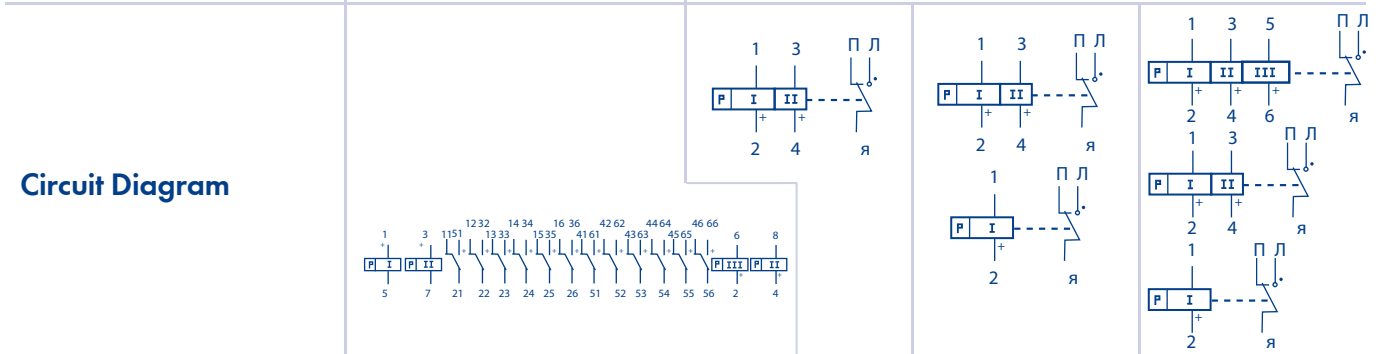 Circuit Diagram
1 3 П Л
P I II
+ +
2 4 я
1 3 П Л
P I II
+ +
2 4 я
1 П Л
P I
+
2 я
1 3 5 П Л
P I II III
+ + +
2 4 6 я
1 3 П Л
P I II
+ +
2 4 я
1 П Л
P I
+
2 я
12 32 14 34 16 36 42 62 44 64 46 66
1 3 11 51 13 33 15 35 41 61 43 63 45 65 6 8
+ + + + + + + + + + + + + +
P I P II P III P II
+ +
5 7 21 22 23 24 25 26 51 52 53 54 55 56 2 4